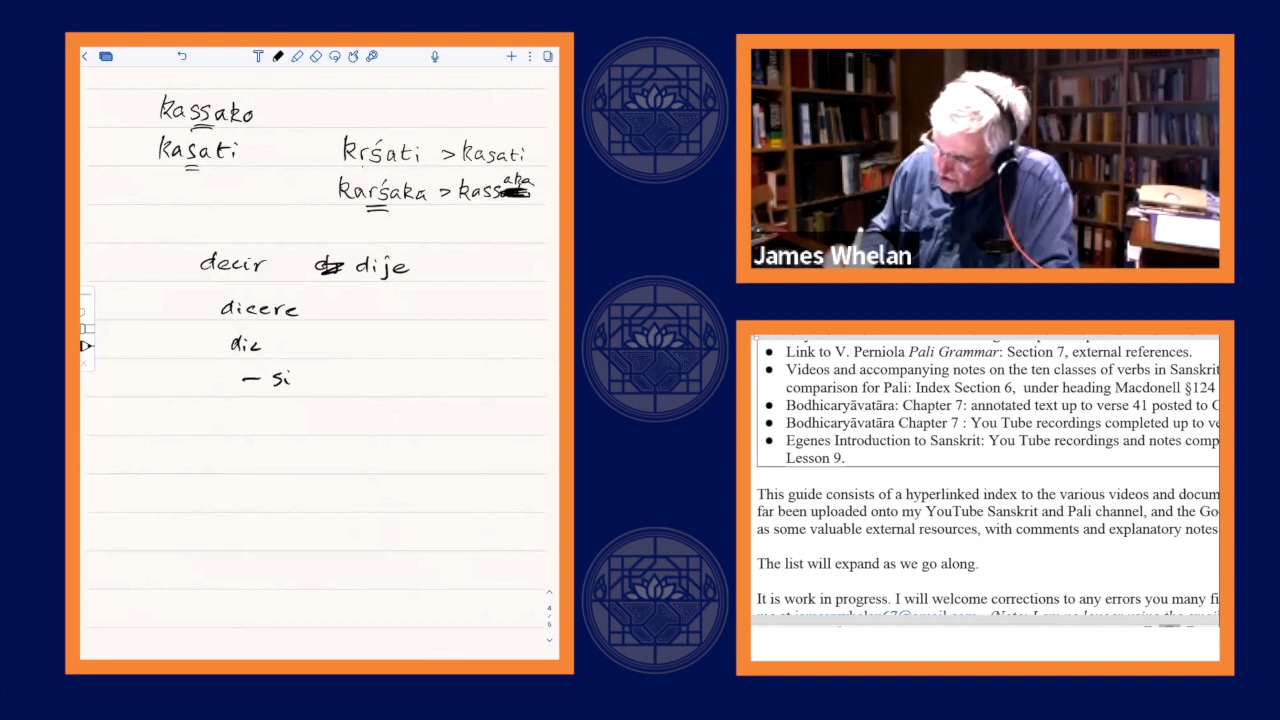 kassako
kasati kṛśati > kasati
karśaka > kassaka
decir dije
dicere
dic
– si
James Whelan
● Link to V. Perniola Pali Grammar: Section 7, external references.
● Videos and accompanying notes on the ten classes of verbs in Sanskrit
comparison for Pali: Index Section 6, under heading Macdonell §124
● Bodhicaryāvatāra: Chapter 7: annotated text up to verse 41 posted to
● Bodhicaryāvatāra Chapter 7 : You Tube recordings completed up to
● Egenes Introduction to Sanskrit: You Tube recordings and notes comp
Lesson 9.
This guide consists of a hyperlinked index to the various videos and docum
far been uploaded onto my YouTube Sanskrit and Pali channel, and the Go
as some valuable external resources, with comments and explanatory notes
The list will expand as we go along.
It is work in progress. I will welcome corrections to any errors you many fi